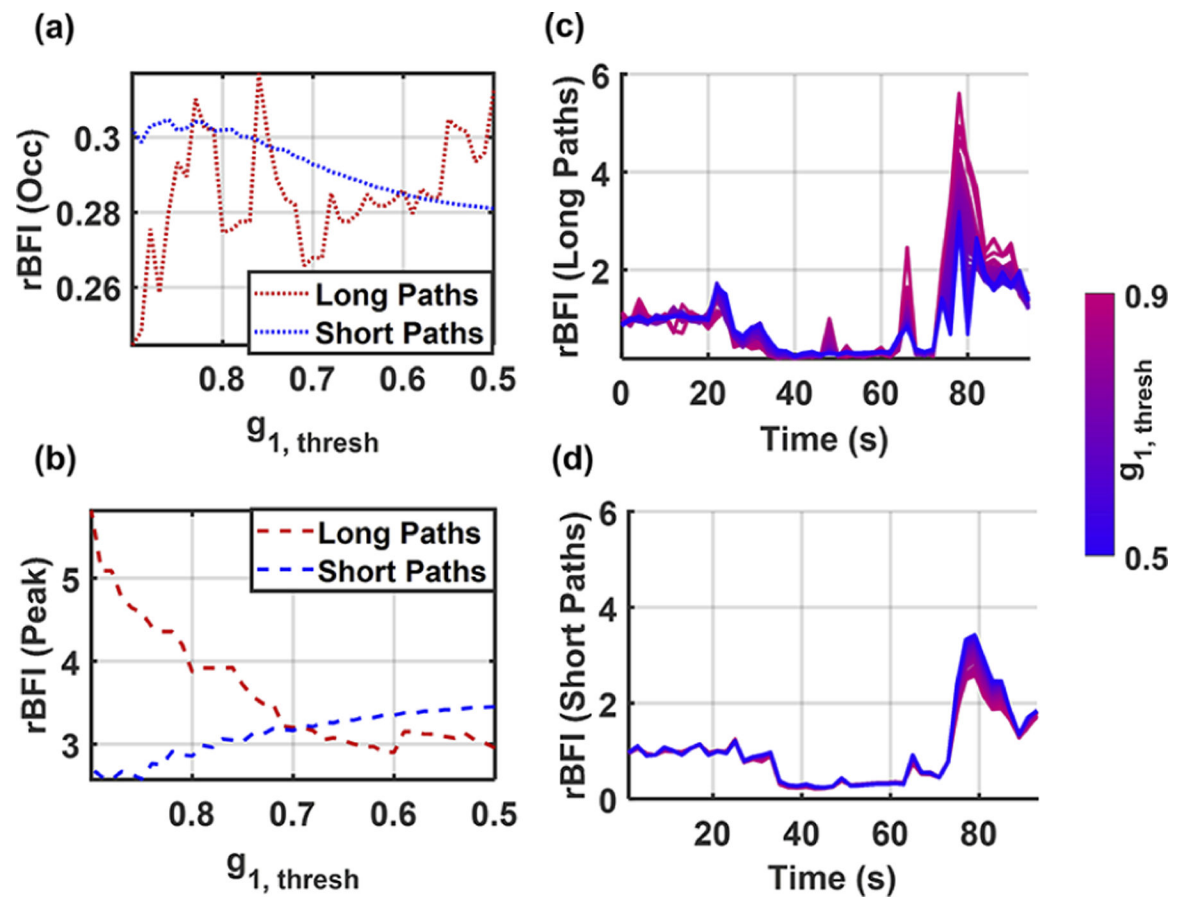 (a)
rBFI (Occ)
0.3
0.28
0.26
Long Paths
Short Paths
0.8 0.7 0.6 0.5
g1, thresh
(b)
rBFI (Peak)
5
4
3
Long Paths
Short Paths
0.8 0.7 0.6 0.5
g1, thresh
(c)
rBFI (Long Paths)
6
4
2
0 20 40 60 80
Time (s)
(d)
rBFI (Short Paths)
6
4
2
0
20 40 60 80
Time (s)
0.9
g1, thresh
0.5